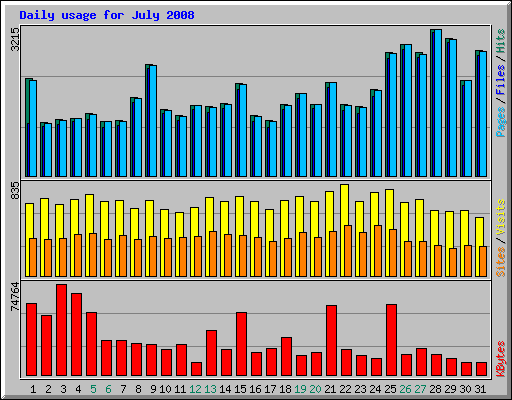 Daily usage for July 2008
3215
Pages / Files / Hits
835
Sites / Visits
74764
KBytes
1 2 3 4 5 6 7 8 9 10 11 12 13 14 15 16 17 18 19 20 21 22 23 24 25 26 27 28 29 30 31